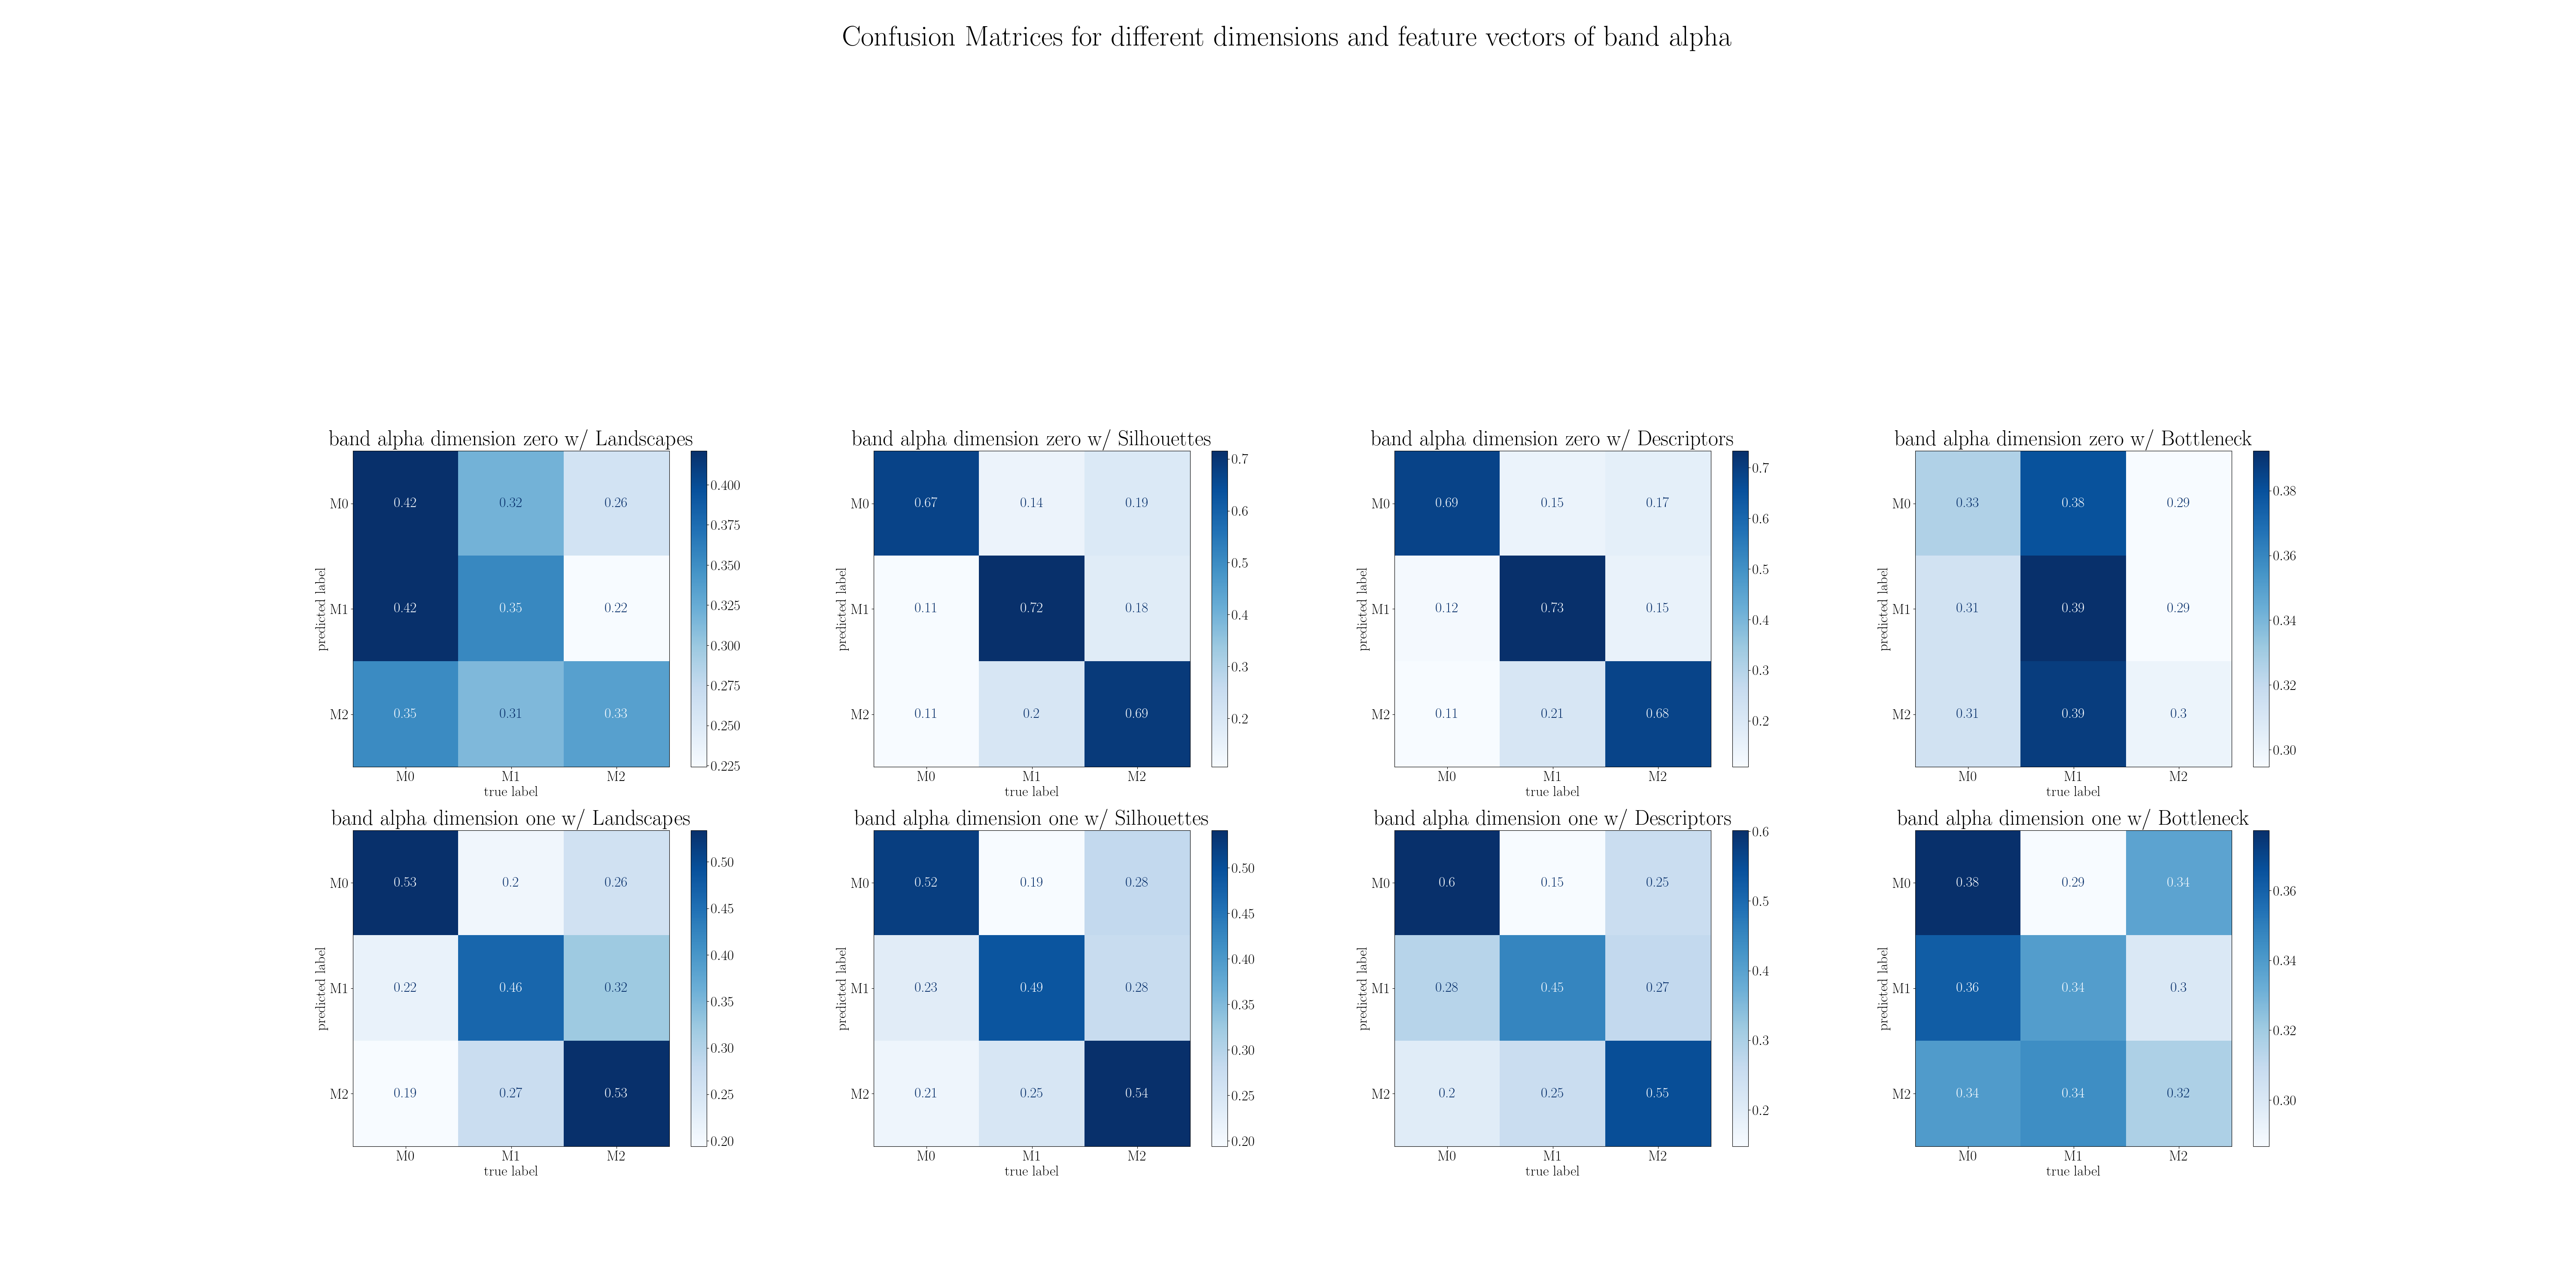 Confusion Matrices for different dimensions and feature vectors of band alpha
band alpha dimension zero w/ Landscapes
M0 0.42 0.32 0.26
M1 0.42 0.35 0.22
M2 0.35 0.31 0.33
M0 M1 M2
true label
predicted label
0.400
0.375
0.350
0.325
0.300
0.275
0.250
0.225
band alpha dimension zero w/ Silhouettes
M0 0.67 0.14 0.19
M1 0.11 0.72 0.18
M2 0.11 0.2 0.69
M0 M1 M2
true label
predicted label
0.7
0.6
0.5
0.4
0.3
0.2
band alpha dimension zero w/ Descriptors
M0 0.69 0.15 0.17
M1 0.12 0.73 0.15
M2 0.11 0.21 0.68
M0 M1 M2
true label
predicted label
0.7
0.6
0.5
0.4
0.3
0.2
band alpha dimension zero w/ Bottleneck
M0 0.33 0.38 0.29
M1 0.31 0.39 0.29
M2 0.31 0.39 0.3
M0 M1 M2
true label
predicted label
0.38
0.36
0.34
0.32
0.30
band alpha dimension one w/ Landscapes
M0 0.53 0.2 0.26
M1 0.22 0.46 0.32
M2 0.19 0.27 0.53
M0 M1 M2
true label
predicted label
0.50
0.45
0.40
0.35
0.30
0.25
0.20
band alpha dimension one w/ Silhouettes
M0 0.52 0.19 0.28
M1 0.23 0.49 0.28
M2 0.21 0.25 0.54
M0 M1 M2
true label
predicted label
0.50
0.45
0.40
0.35
0.30
0.25
0.20
band alpha dimension one w/ Descriptors
M0 0.6 0.15 0.25
M1 0.28 0.45 0.27
M2 0.2 0.25 0.55
M0 M1 M2
true label
predicted label
0.6
0.5
0.4
0.3
0.2
band alpha dimension one w/ Bottleneck
M0 0.38 0.29 0.34
M1 0.36 0.34 0.3
M2 0.34 0.34 0.32
M0 M1 M2
true label
predicted label
0.36
0.34
0.32
0.30